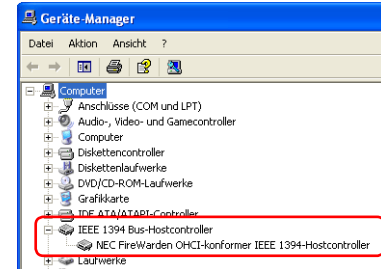 Geräte-Manager
Datei Aktion Ansicht ?
Computer
Anschlüsse (COM und LPT)
Audio-, Video- und Gamecontroller
Computer
Diskettencontroller
Diskettenlaufwerke
DVD/CD-ROM-Laufwerke
Grafikkarte
IDE ATA/ATAPI-Controller
IEEE 1394 Bus-Hostcontroller
NEC FireWarden OHCI-konformer IEEE 1394-Hostcontroller
Laufwerke